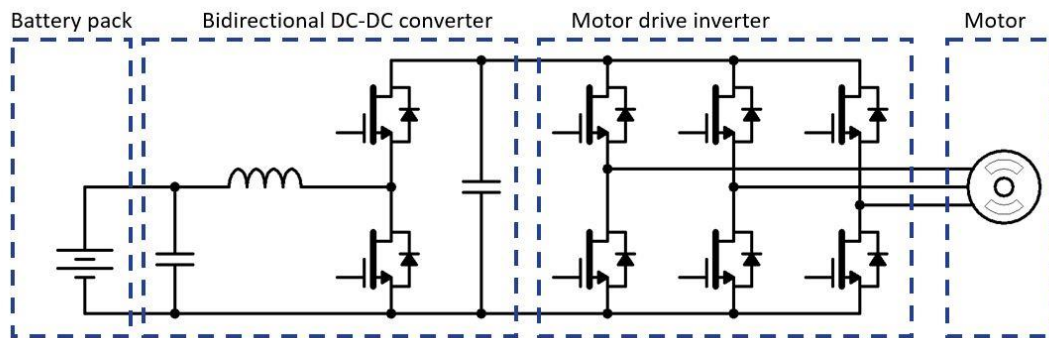 Battery pack
Bidirectional DC-DC converter
Motor drive inverter
Motor